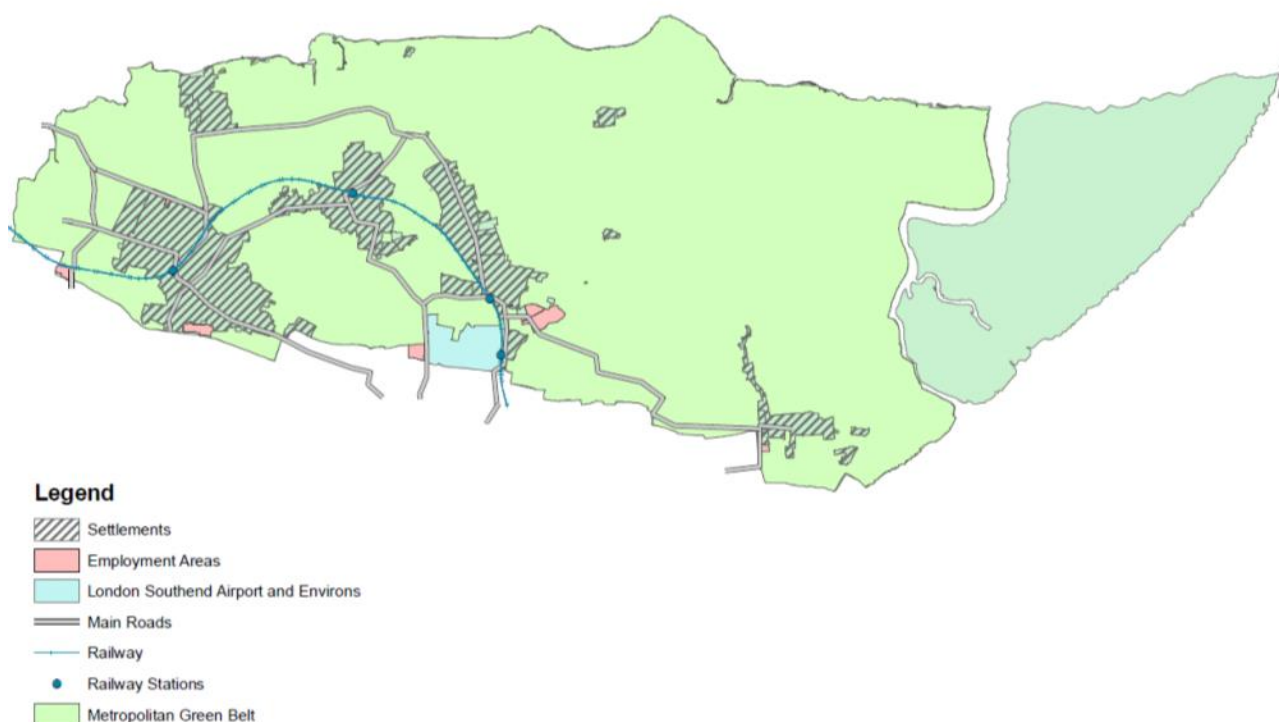 Legend
Settlements
Employment Areas
London Southend Airport and Environs
Main Roads
Railway
Railway Stations
Metropolitan Green Belt